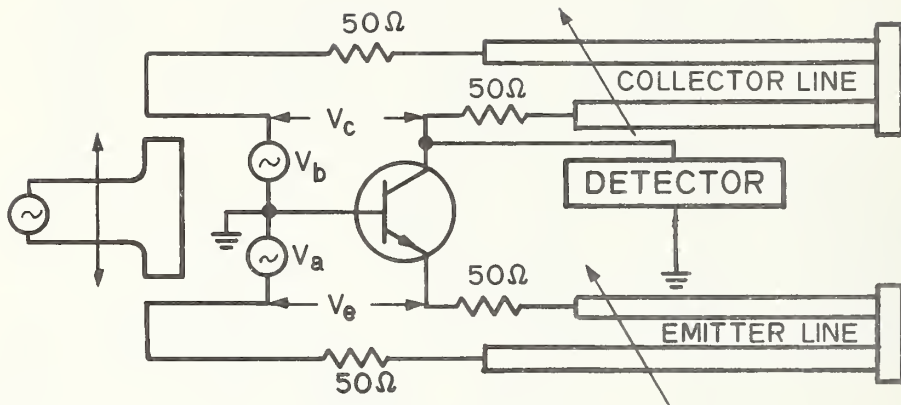 50Ω
COLLECTOR LINE
50Ω
Vc
Vb
DETECTOR
Va
50Ω
Ve
EMITTER LINE
50Ω